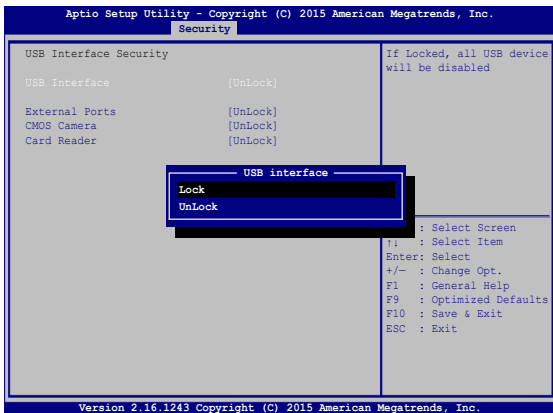 Aptio Setup Utility - Copyright (C) 2015 American Megatrends, Inc.
Security
USB Interface Security
USB Interface [UnLock]
External Ports [UnLock]
CMOS Camera [UnLock]
Card Reader [UnLock]
If Locked, all USB device
will be disabled
USB interface
Lock
UnLock
: Select Screen
↑↓ : Select Item
Enter: Select
+/— : Change Opt.
F1 : General Help
F9 : Optimized Defaults
F10 : Save & Exit
ESC : Exit
Version 2.16.1243 Copyright (C) 2015 American Megatrends, Inc.